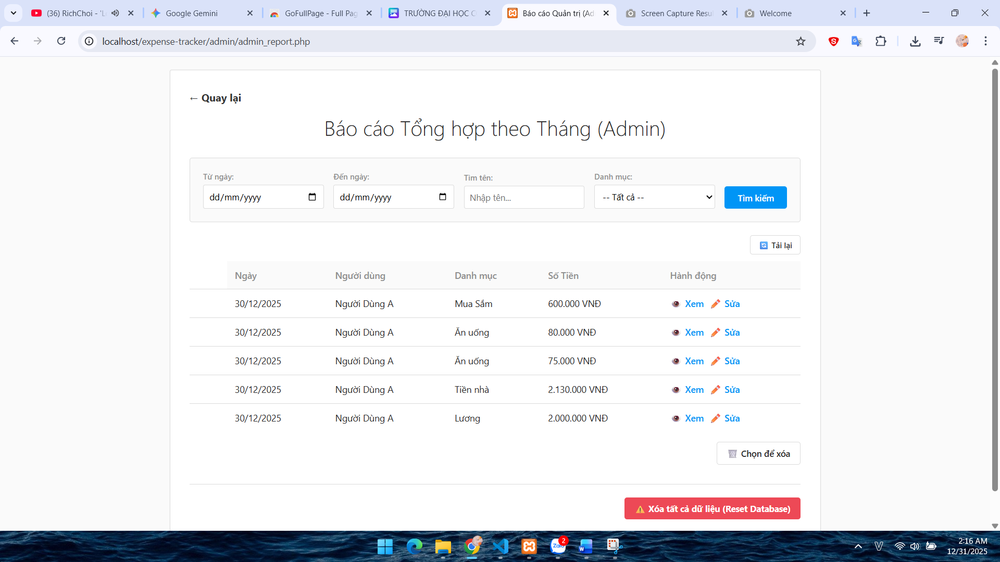 (36) RichChoi - 'L
Google Gemini
GoFullPage - Full Pag
TRƯỜNG ĐẠI HỌC
Báo cáo Quản trị (Ad
Screen Capture Resu
Welcome
localhost/expense-tracker/admin/admin_report.php
← Quay lại
Báo cáo Tổng hợp theo Tháng (Admin)
Từ ngày:
Đến ngày:
Tìm tên:
Danh mục:
dd/mm/yyyy
dd/mm/yyyy
Nhập tên...
-- Tất cả --
Tìm kiếm
Tải lại
Ngày Người dùng Danh mục Số Tiền Hành động
30/12/2025 Người Dùng A Mua Sắm 600.000 VNĐ Xem Sửa
30/12/2025 Người Dùng A Ăn uống 80.000 VNĐ Xem Sửa
30/12/2025 Người Dùng A Ăn uống 75.000 VNĐ Xem Sửa
30/12/2025 Người Dùng A Tiền nhà 2.130.000 VNĐ Xem Sửa
30/12/2025 Người Dùng A Lương 2.000.000 VNĐ Xem Sửa
Chọn để xóa
Xóa tất cả dữ liệu (Reset Database)
Zalo
2
W
V
2:16 AM
12/31/2025